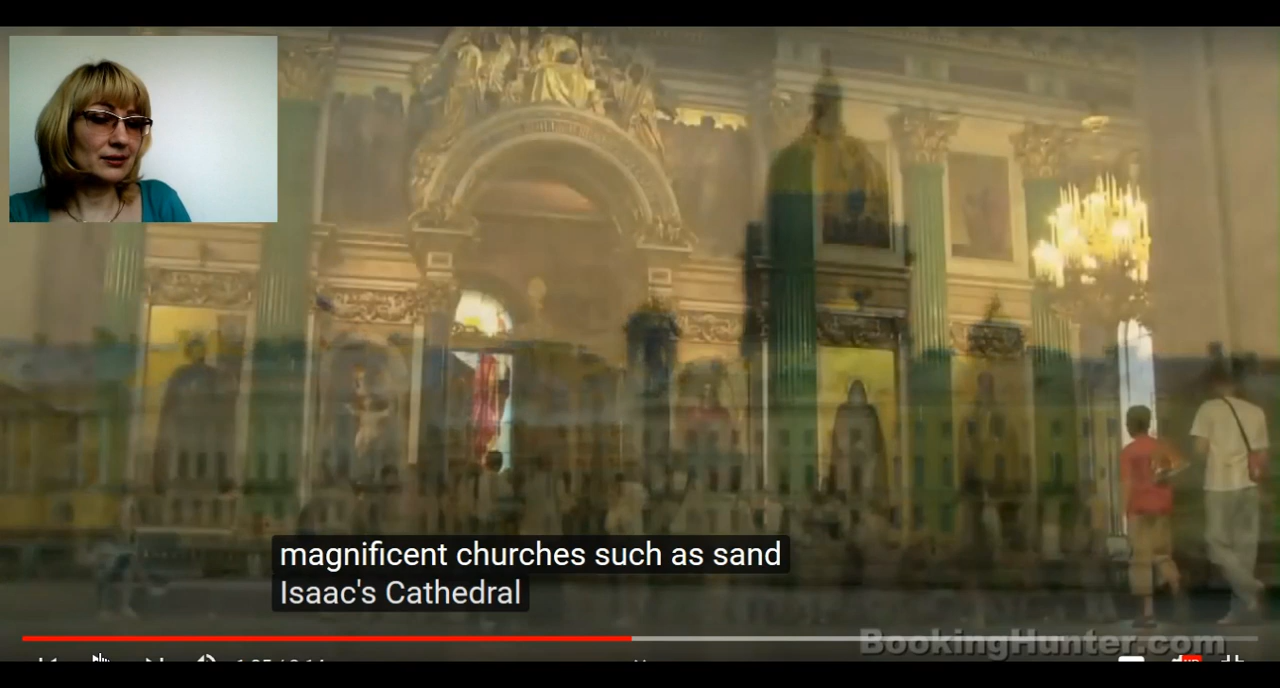 magnificent churches such as sand
Isaac's Cathedral
BookingHunter.com